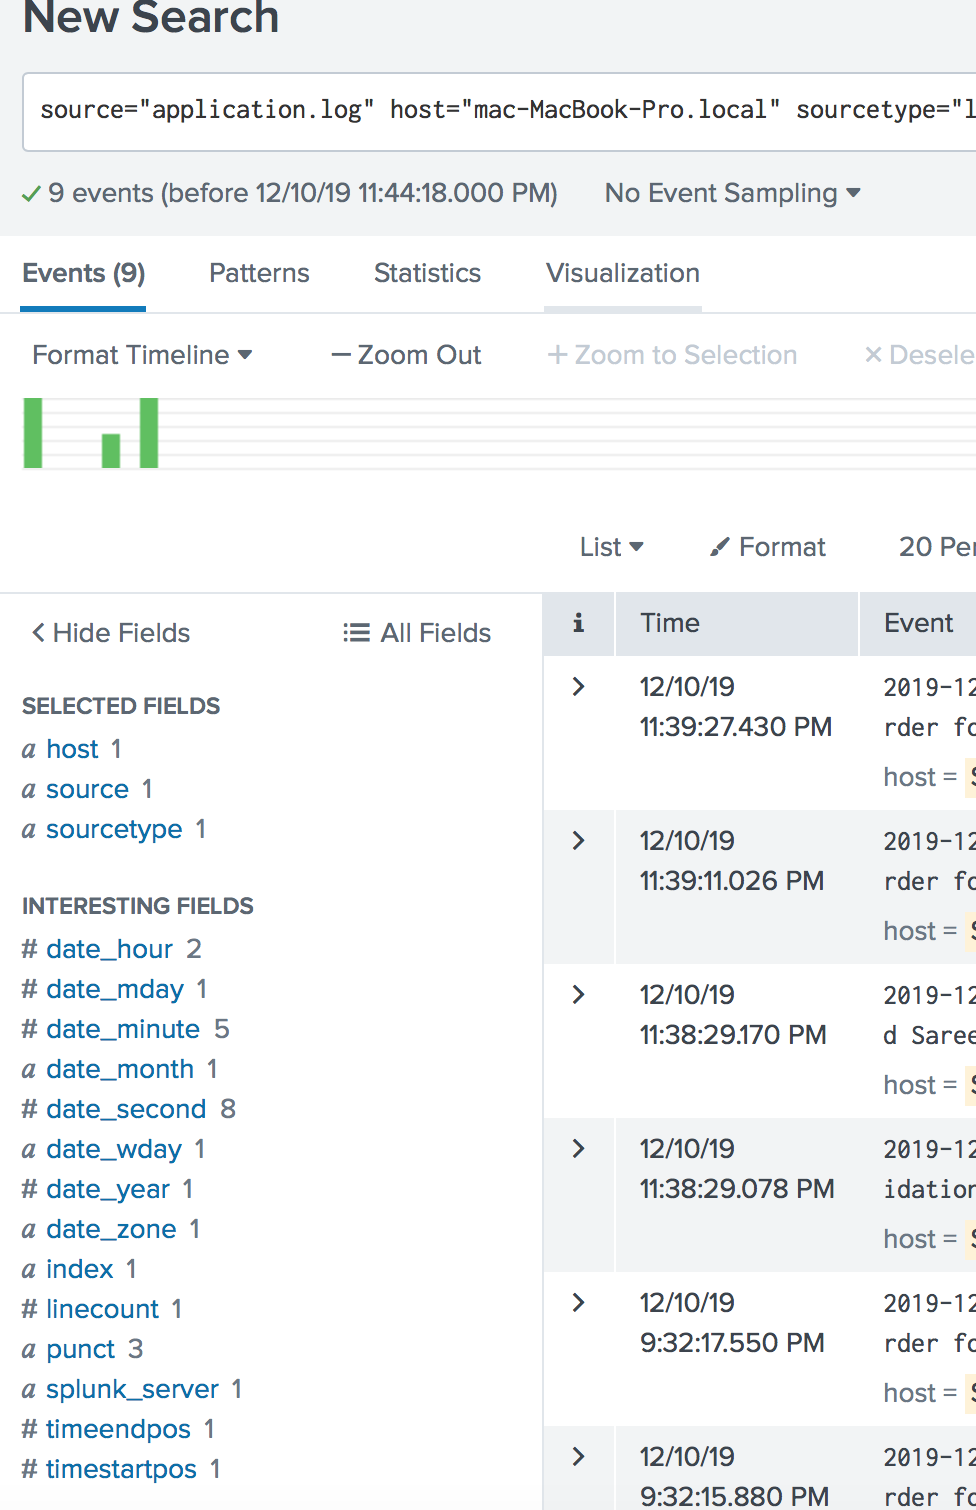 New Search
source="application.log" host="mac-MacBook-Pro.local" sourcetype="l
9 events (before 12/10/19 11:44:18.000 PM) No Event Sampling
Events (9) Patterns Statistics Visualization
Format Timeline — Zoom Out + Zoom to Selection × Desele
List Format 20 Per
< Hide Fields All Fields
i Time Event
SELECTED FIELDS
a host 1
a source 1
a sourcetype 1
INTERESTING FIELDS
# date_hour 2
# date_mday 1
# date_minute 5
a date_month 1
# date_second 8
a date_wday 1
# date_year 1
a date_zone 1
a index 1
# linecount 1
a punct 3
a splunk_server 1
# timeendpos 1
# timestartpos 1
> 12/10/19 2019-12
11:39:27.430 PM rder fo
host = S
> 12/10/19 2019-12
11:39:11.026 PM rder fo
host = S
> 12/10/19 2019-12
11:38:29.170 PM d Saree
host = S
> 12/10/19 2019-12
11:38:29.078 PM idation
host = S
> 12/10/19 2019-12
9:32:17.550 PM rder fo
host = S
> 12/10/19 2019-12
9:32:15.880 PM rder fo